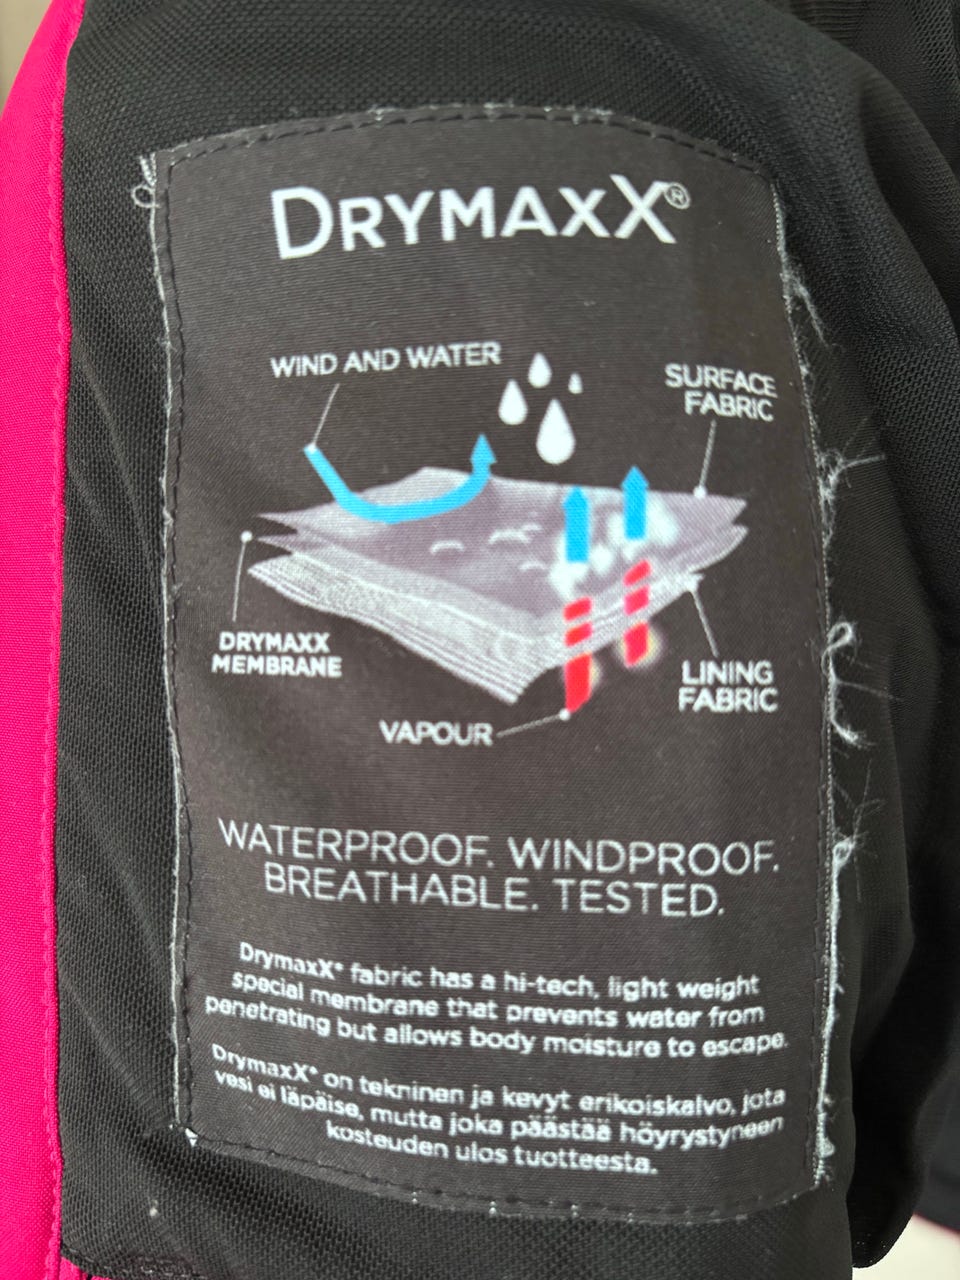 DRYMAXX®
WIND AND WATER
SURFACE
FABRIC
DRYMAXX
MEMBRANE
LINING
FABRIC
VAPOUR
WATERPROOF. WINDPROOF.
BREATHABLE. TESTED.
DrymaxX® fabric has a hi-tech, light weight
special membrane that prevents water from
penetrating but allows body moisture to escape.
DrymaxX® on tekninen ja kevyt erikoiskalvo, jota
vesi ei läpäise, mutta joka päästää höyrystyneen
kosteuden ulos tuotteesta.